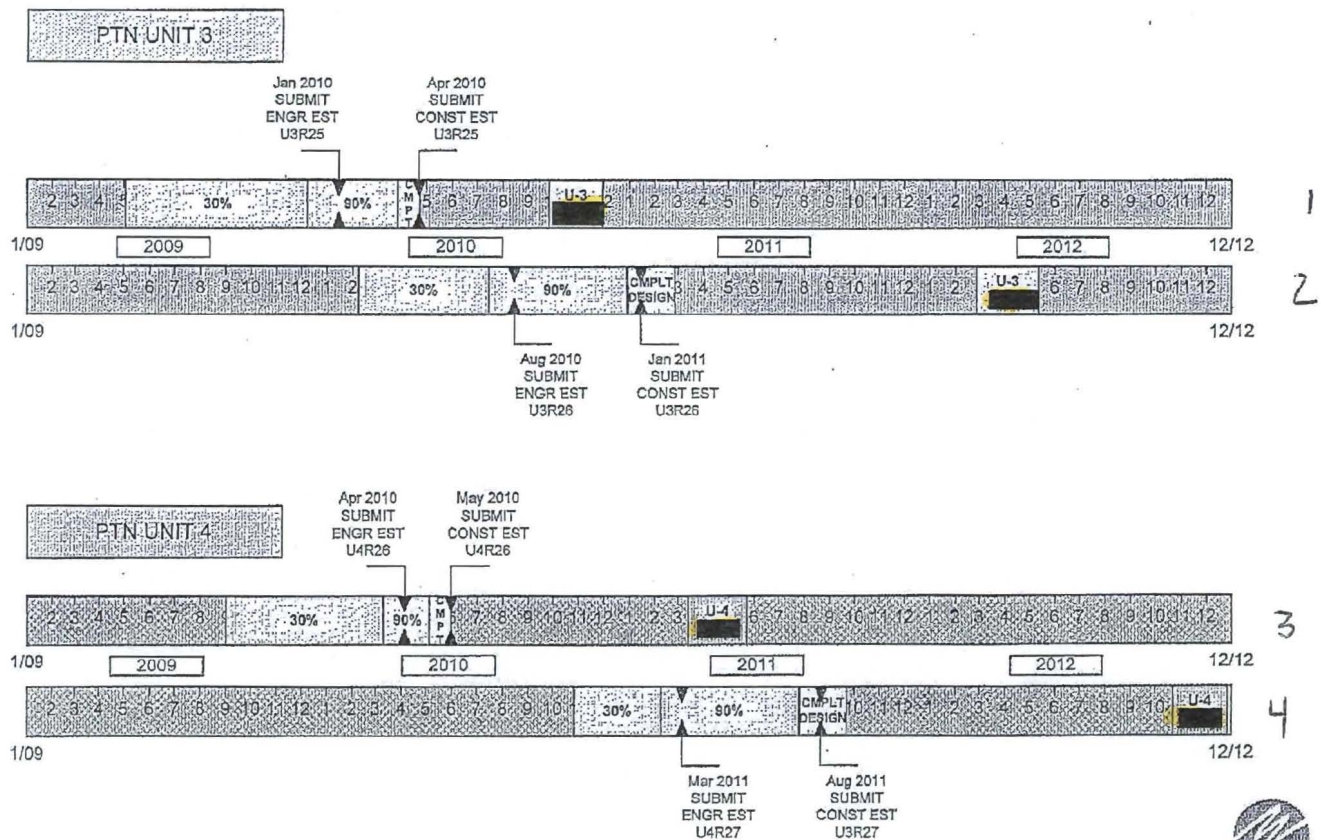 PTN UNIT 3
Jan 2010 Apr 2010
SUBMIT SUBMIT
ENGR EST CONST EST
U3R25 U3R25
2 3 4 5 30% 90% CMPT 5 6 7 8 9 U-3 2 1 2 3 4 5 6 7 8 9 10 11 12 1 2 3 4 5 6 7 8 9 10 11 12 1
1/09 2009 2010 2011 2012 12/12
2 3 4 5 6 7 8 9 10 11 12 1 2 30% 90% CMPLT DESIGN 3 4 5 6 7 8 9 10 11 12 1 2 U-3 6 7 8 9 10 11 12 2
1/09 12/12
Aug 2010 Jan 2011
SUBMIT SUBMIT
ENGR EST CONST EST
U3R26 U3R26
PTN UNIT 4
Apr 2010 May 2010
SUBMIT SUBMIT
ENGR EST CONST EST
U4R26 U4R26
2 3 4 5 6 7 8 30% 90% CMPT 7 8 9 10 11 12 1 2 3 U-4 6 7 8 9 10 11 12 1 2 3 4 5 6 7 8 9 10 11 12 3
1/09 2009 2010 2011 2012 12/12
2 3 4 5 6 7 8 9 10 11 12 1 2 3 4 5 6 7 8 9 10 30% 90% CMPLT DESIGN 10 11 12 1 2 3 4 5 6 7 8 9 10 U-4 4
1/09 12/12
Mar 2011 Aug 2011
SUBMIT SUBMIT
ENGR EST CONST EST
U4R27 U3R27